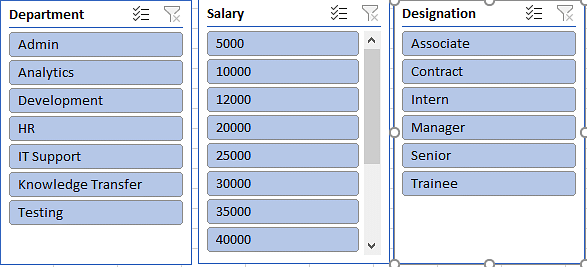 Department
Admin
Analytics
Development
HR
IT Support
Knowledge Transfer
Testing
Salary
5000
10000
12000
20000
25000
30000
35000
40000
Designation
Associate
Contract
Intern
Manager
Senior
Trainee